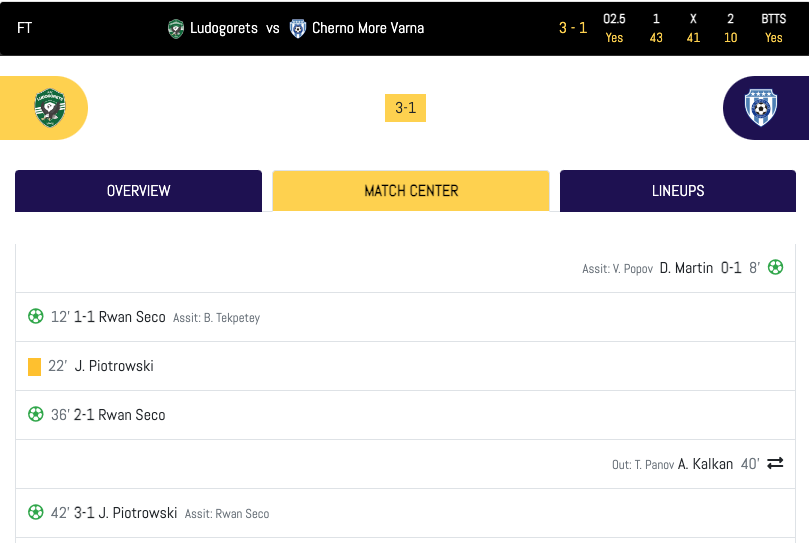 FT Ludogorets vs Cherno More Varna 3 - 1 O2.5 1 X 2 BTTS
Yes 43 41 10 Yes
LUDOGORETS
3-1
OVERVIEW MATCH CENTER LINEUPS
Assit: V. Popov D. Martin 0-1 8'
12' 1-1 Rwan Seco Assit: B. Tekpetey
22' J. Piotrowski
36' 2-1 Rwan Seco
Out: T. Panov A. Kalkan 40'
42' 3-1 J. Piotrowski Assit: Rwan Seco